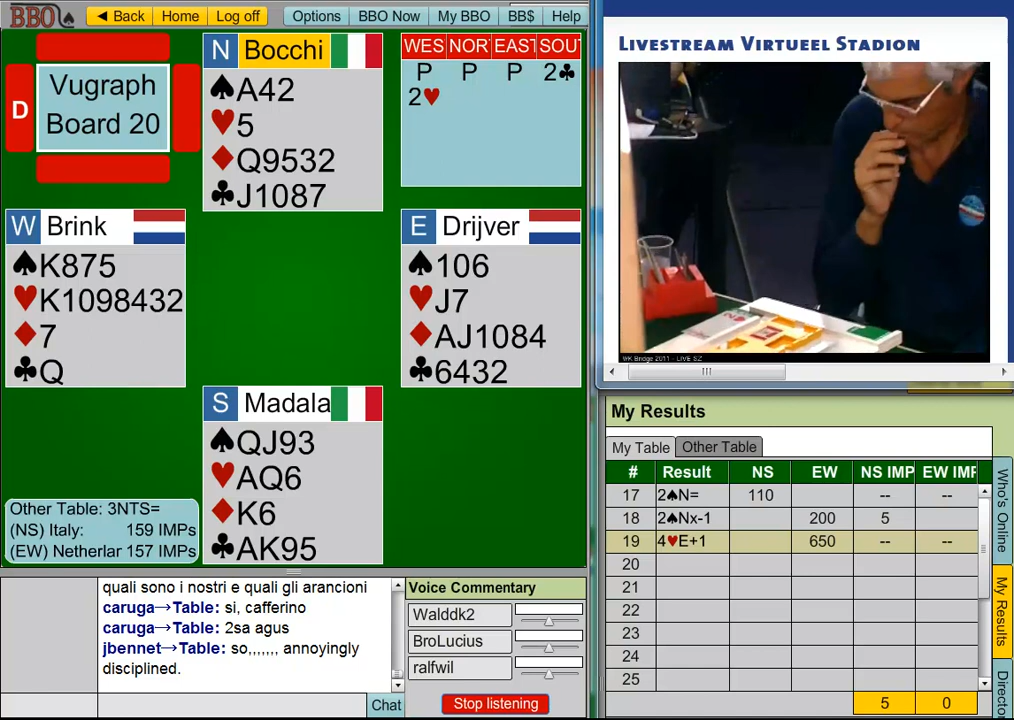 BBO
Back Home Log off
Options BBO Now My BBO BB$ Help
D
Vugraph
Board 20
N Bocchi
♠A42
♥5
♦Q9532
♣J1087
WES NOR EAST SOU
P P P 2♣
2♥
W Brink
♠K875
♥K1098432
♦7
♣Q
E Drijver
♠106
♥J7
♦AJ1084
♣6432
S Madala
♠QJ93
♥AQ6
♦K6
♣AK95
Other Table: 3NTS=
(NS) Italy: 159 IMPs
(EW) Netherlar 157 IMPs
quali sono i nostri e quali gli arancioni
caruga→Table: si, cafferino
caruga→Table: 2sa agus
jbennet→Table: so,,,,,,, annoyingly
disciplined.
Chat
Voice Commentary
Walddk2
BroLucius
ralfwil
Stop listening
Livestream Virtueel Stadion
WK Bridge 2011 - LIVE SZ
My Results
My Table Other Table
# Result NS EW NS IMP EW IMF
17 2♠N= 110 -- --
18 2♠Nx-1 200 5
19 4♥E+1 650 -- --
20
21
22
23
24
25
5 0
Who's Online
My Results
Director